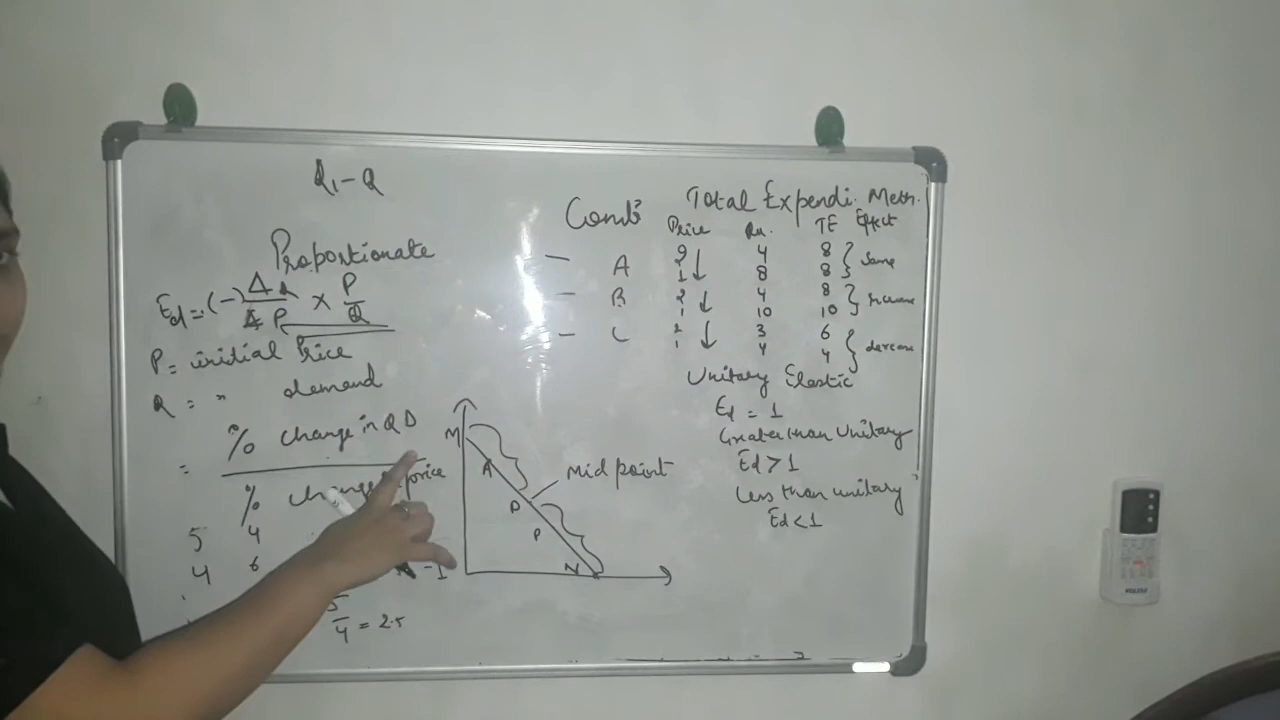 Q₁-Q
Proportionate
Ed = (-) ΔQ / ΔP × P / Q
P = initial Price
Q = " demand
= % change in QD
% change price
5 4
4 6
-1
5
4 = 2.5
Total Expendi. Meth.
Comb
Price Qu. TE Effect
- A 2 4 8 Same
1 8 8
- B 2 4 8 increase
1 10 10
- C 2 3 6 decrease
1 4 4
Unitary Elastic
Ed = 1
Greater than Unitary
Ed > 1
Less than unitary
Ed < 1
M
A
Mid point
P
P
N
VOLTAS